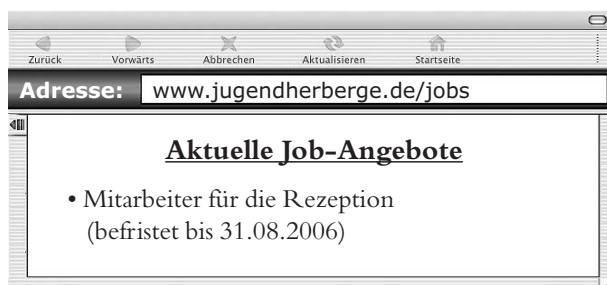 Zurück Vorwärts Abbrechen Aktualisieren Startseite
Adresse: www.jugendherberge.de/jobs
Aktuelle Job-Angebote
• Mitarbeiter für die Rezeption
(befristet bis 31.08.2006)